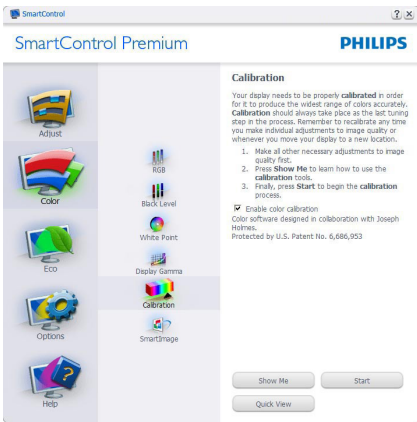 SmartControl
SmartControl Premium
PHILIPS
Adjust
Color
Eco
Options
Help
RGB
Black Level
White Point
Display Gamma
Calibration
SmartImage
Calibration
Your display needs to be properly calibrated in order
for it to produce the widest range of colors accurately.
Calibration should always take place as the last tuning
step in the process. Remember to recalibrate any time
you make individual adjustments to image quality or
whenever you move your display to a new location.
1. Make all other necessary adjustments to image
quality first.
2. Press Show Me to learn how to use the
calibration tools.
3. Finally, press Start to begin the calibration
process.
Enable color calibration
Color software designed in collaboration with Joseph
Holmes.
Protected by U.S. Patent No. 6,686,953
Show Me
Start
Quick View